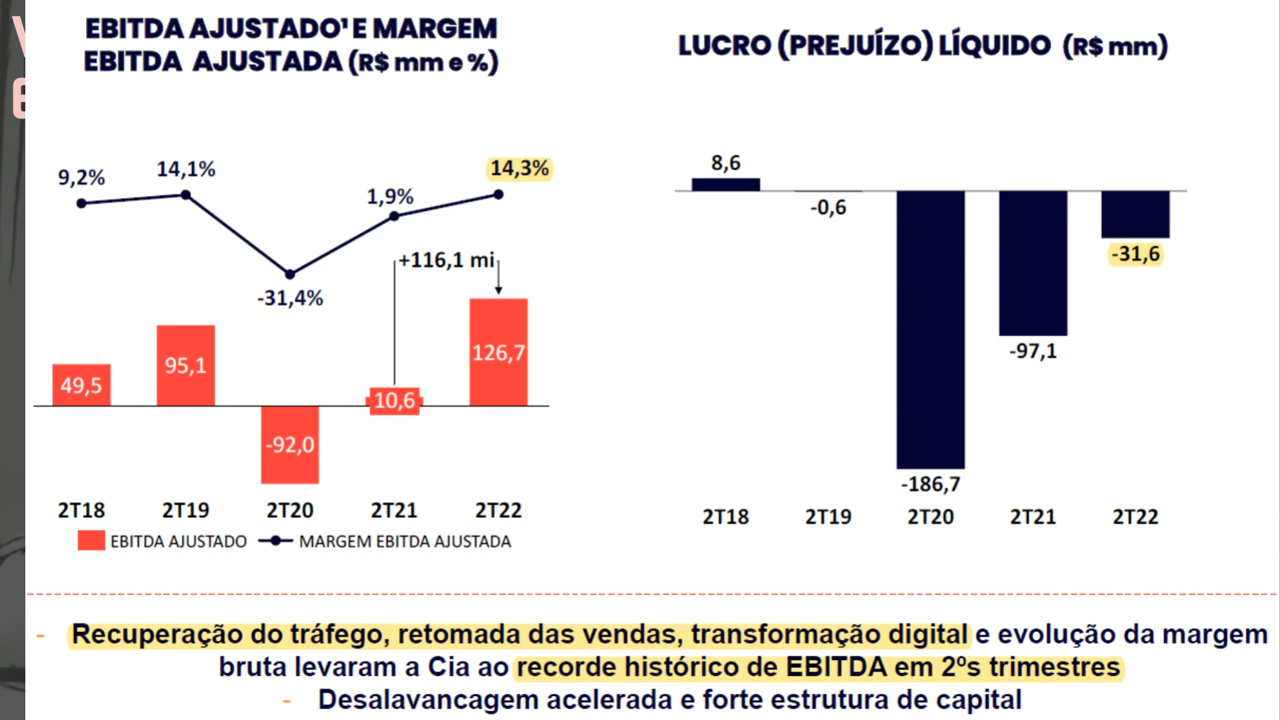 V
E
EBITDA AJUSTADO¹ E MARGEM
EBITDA AJUSTADA (R$ mm e %)
9,2%
14,1%
-31,4%
1,9%
14,3%
+116,1 mi
49,5
95,1
-92,0
10,6
126,7
2T18 2T19 2T20 2T21 2T22
EBITDA AJUSTADO MARGEM EBITDA AJUSTADA
LUCRO (PREJUÍZO) LÍQUIDO (R$ mm)
8,6
-0,6
-186,7
-97,1
-31,6
2T18 2T19 2T20 2T21 2T22
- Recuperação do tráfego, retomada das vendas, transformação digital e evolução da margem
bruta levaram a Cia ao recorde histórico de EBITDA em 2ºs trimestres
- Desalavancagem acelerada e forte estrutura de capital